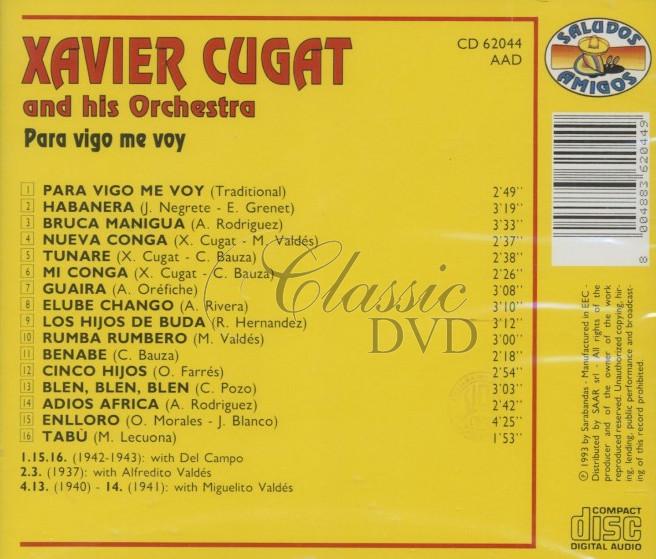 XAVIER CUGAT
and his Orchestra
Para vigo me voy
CD 62044
AAD
SALUDOS
AMIGOS
8 004883 620449
1 PARA VIGO ME VOY (Traditional) 2'49''
2 HABANERA (J. Negrete - E. Grenet) 3'19''
3 BRUCA MANIGUA (A. Rodriguez) 3'33''
4 NUEVA CONGA (X. Cugat - M. Valdés) 2'37''
5 TUNARE (X. Cugat - C. Bauza) 2'38''
6 MI CONGA (X. Cugat - C. Bauza) 2'26''
7 GUAIRA (A. Oréfiche) 3'08''
8 ELUBE CHANGO (A. Rivera) 3'10''
9 LOS HIJOS DE BUDA (R. Hernandez) 3'12''
10 RUMBA RUMBERO (M. Valdés) 3'00''
11 BENABE (C. Bauza) 2'18''
12 CINCO HIJOS (O. Farrés) 2'54''
13 BLEN, BLEN, BLEN (C. Pozo) 3'03''
14 ADIOS AFRICA (A. Rodriguez) 2'42''
15 ENLLORO (O. Morales - J. Blanco) 4'25''
16 TABÙ (M. Lecuona) 1'53''
1.15.16. (1942-1943): with Del Campo
2.3. (1937): with Alfredito Valdés
4.13. (1940) - 14. (1941): with Miguelito Valdés
Classic
DVD
℗ 1993 by Sarabandas - Manufactured in EEC -
Distributed by SAAR srl - All rights of the
producer and of the owner of the work
reproduced reserved. Unauthorized copying, hir-
ing, lending, public performance and broadcast-
ing of this record prohibited.
COMPACT
disc
DIGITAL AUDIO